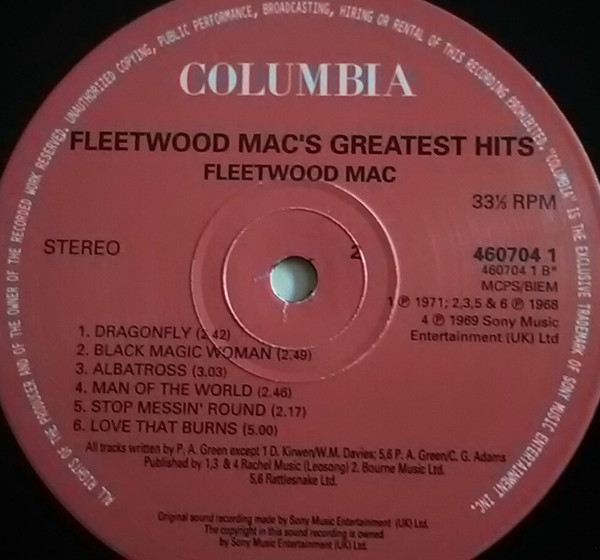 ALL RIGHTS OF THE PRODUCER AND OF THE OWNER OF THE RECORDED WORK RESERVED. UNAUTHORIZED COPYING, PUBLIC PERFORMANCE, BROADCASTING, HIRING OR RENTAL OF THIS RECORDING PROHIBITED. "COLUMBIA" IS THE EXCLUSIVE TRADEMARK OF SONY MUSIC ENTERTAINMENT INC.
COLUMBIA
FLEETWOOD MAC'S GREATEST HITS
FLEETWOOD MAC
33⅓ RPM
STEREO
2
460704 1
460704 1 B*
MCPS/BIEM
1 ℗ 1971; 2,3,5 & 6 ℗ 1968
4 ℗ 1969 Sony Music
Entertainment (UK) Ltd
1. DRAGONFLY (2.42)
2. BLACK MAGIC WOMAN (2.49)
3. ALBATROSS (3.03)
4. MAN OF THE WORLD (2.46)
5. STOP MESSIN' ROUND (2.17)
6. LOVE THAT BURNS (5.00)
All tracks written by P. A. Green except 1 D. Kirwen/W.M. Davies; 5,6 P. A. Green/C. G. Adams
Published by 1,3 & 4 Rachel Music (Leosong) 2. Bourne Music Ltd.
5,6 Rattlesnake Ltd.
Original sound recording made by Sony Music Entertainment (UK) Ltd.
The copyright in this sound recording is owned
by Sony Music Entertainment (UK) Ltd.